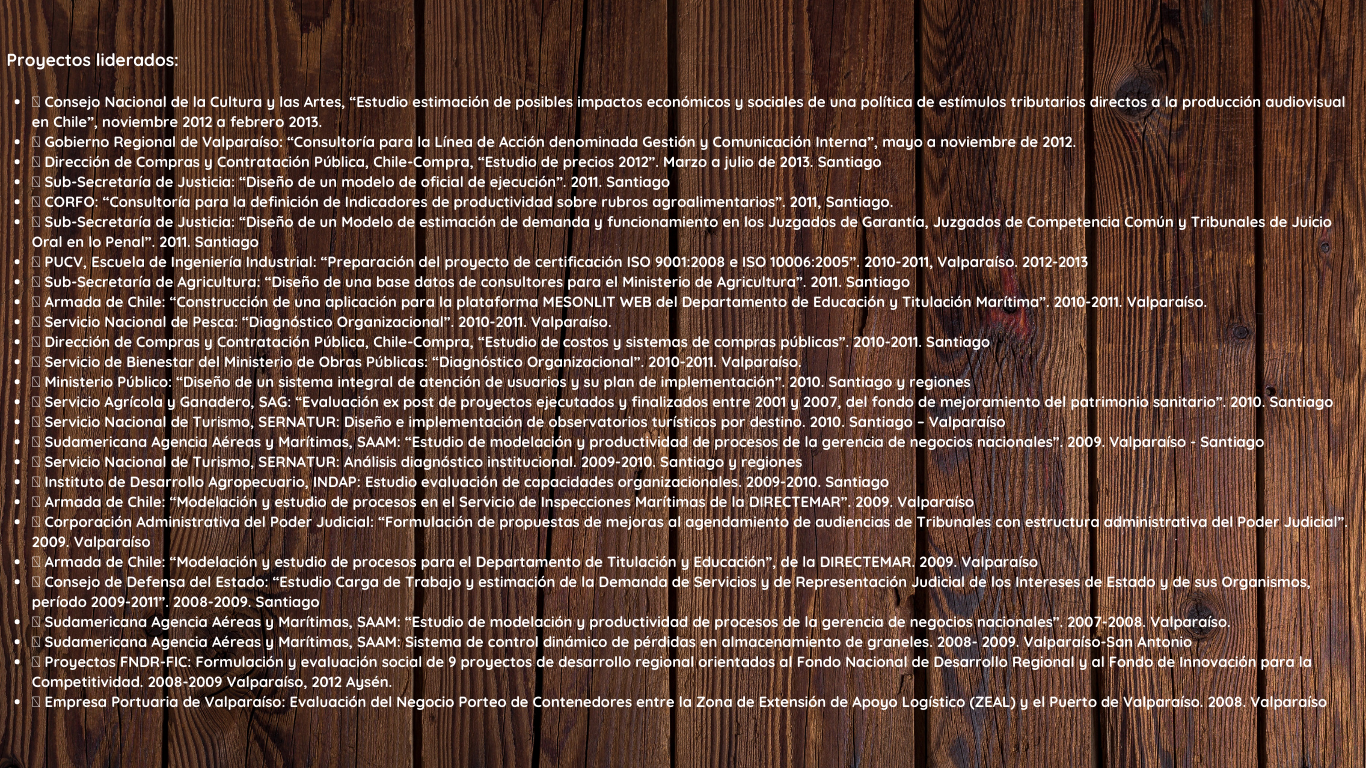 Proyectos liderados:
•  Consejo Nacional de la Cultura y las Artes, “Estudio estimación de posibles impactos económicos y sociales de una política de estímulos tributarios directos a la producción audiovisual
en Chile”, noviembre 2012 a febrero 2013.
•  Gobierno Regional de Valparaíso: “Consultoría para la Línea de Acción denominada Gestión y Comunicación Interna”, mayo a noviembre de 2012.
•  Dirección de Compras y Contratación Pública, Chile-Compra, “Estudio de precios 2012”. Marzo a julio de 2013. Santiago
•  Sub-Secretaría de Justicia: “Diseño de un modelo de oficial de ejecución”. 2011. Santiago
•  CORFO: “Consultoría para la definición de Indicadores de productividad sobre rubros agroalimentarios”. 2011, Santiago.
•  Sub-Secretaría de Justicia: “Diseño de un Modelo de estimación de demanda y funcionamiento en los Juzgados de Garantía, Juzgados de Competencia Común y Tribunales de Juicio
Oral en lo Penal”. 2011. Santiago
•  PUCV, Escuela de Ingeniería Industrial: “Preparación del proyecto de certificación ISO 9001:2008 e ISO 10006:2005”. 2010-2011, Valparaíso. 2012-2013
•  Sub-Secretaría de Agricultura: “Diseño de una base datos de consultores para el Ministerio de Agricultura”. 2011. Santiago
•  Armada de Chile: “Construcción de una aplicación para la plataforma MESONLIT WEB del Departamento de Educación y Titulación Marítima”. 2010-2011. Valparaíso.
•  Servicio Nacional de Pesca: “Diagnóstico Organizacional”. 2010-2011. Valparaíso.
•  Dirección de Compras y Contratación Pública, Chile-Compra, “Estudio de costos y sistemas de compras públicas”. 2010-2011. Santiago
•  Servicio de Bienestar del Ministerio de Obras Públicas: “Diagnóstico Organizacional”. 2010-2011. Valparaíso.
•  Ministerio Público: “Diseño de un sistema integral de atención de usuarios y su plan de implementación”. 2010. Santiago y regiones
•  Servicio Agrícola y Ganadero, SAG: “Evaluación ex post de proyectos ejecutados y finalizados entre 2001 y 2007, del fondo de mejoramiento del patrimonio sanitario”. 2010. Santiago
•  Servicio Nacional de Turismo, SERNATUR: Diseño e implementación de observatorios turísticos por destino. 2010. Santiago – Valparaíso
•  Sudamericana Agencia Aéreas y Marítimas, SAAM: “Estudio de modelación y productividad de procesos de la gerencia de negocios nacionales”. 2009. Valparaíso - Santiago
•  Servicio Nacional de Turismo, SERNATUR: Análisis diagnóstico institucional. 2009-2010. Santiago y regiones
•  Instituto de Desarrollo Agropecuario, INDAP: Estudio evaluación de capacidades organizacionales. 2009-2010. Santiago
•  Armada de Chile: “Modelación y estudio de procesos en el Servicio de Inspecciones Marítimas de la DIRECTEMAR”. 2009. Valparaíso
•  Corporación Administrativa del Poder Judicial: “Formulación de propuestas de mejoras al agendamiento de audiencias de Tribunales con estructura administrativa del Poder Judicial”.
2009. Valparaíso
•  Armada de Chile: “Modelación y estudio de procesos para el Departamento de Titulación y Educación”, de la DIRECTEMAR. 2009. Valparaíso
•  Consejo de Defensa del Estado: “Estudio Carga de Trabajo y estimación de la Demanda de Servicios y de Representación Judicial de los Intereses de Estado y de sus Organismos,
período 2009-2011”. 2008-2009. Santiago
•  Sudamericana Agencia Aéreas y Marítimas, SAAM: “Estudio de modelación y productividad de procesos de la gerencia de negocios nacionales”. 2007-2008. Valparaíso.
•  Sudamericana Agencia Aéreas y Marítimas, SAAM: Sistema de control dinámico de pérdidas en almacenamiento de graneles. 2008- 2009. Valparaíso-San Antonio
•  Proyectos FNDR-FIC: Formulación y evaluación social de 9 proyectos de desarrollo regional orientados al Fondo Nacional de Desarrollo Regional y al Fondo de Innovación para la
Competitividad. 2008-2009 Valparaíso, 2012 Aysén.
•  Empresa Portuaria de Valparaíso: Evaluación del Negocio Porteo de Contenedores entre la Zona de Extensión de Apoyo Logístico (ZEAL) y el Puerto de Valparaíso. 2008. Valparaíso